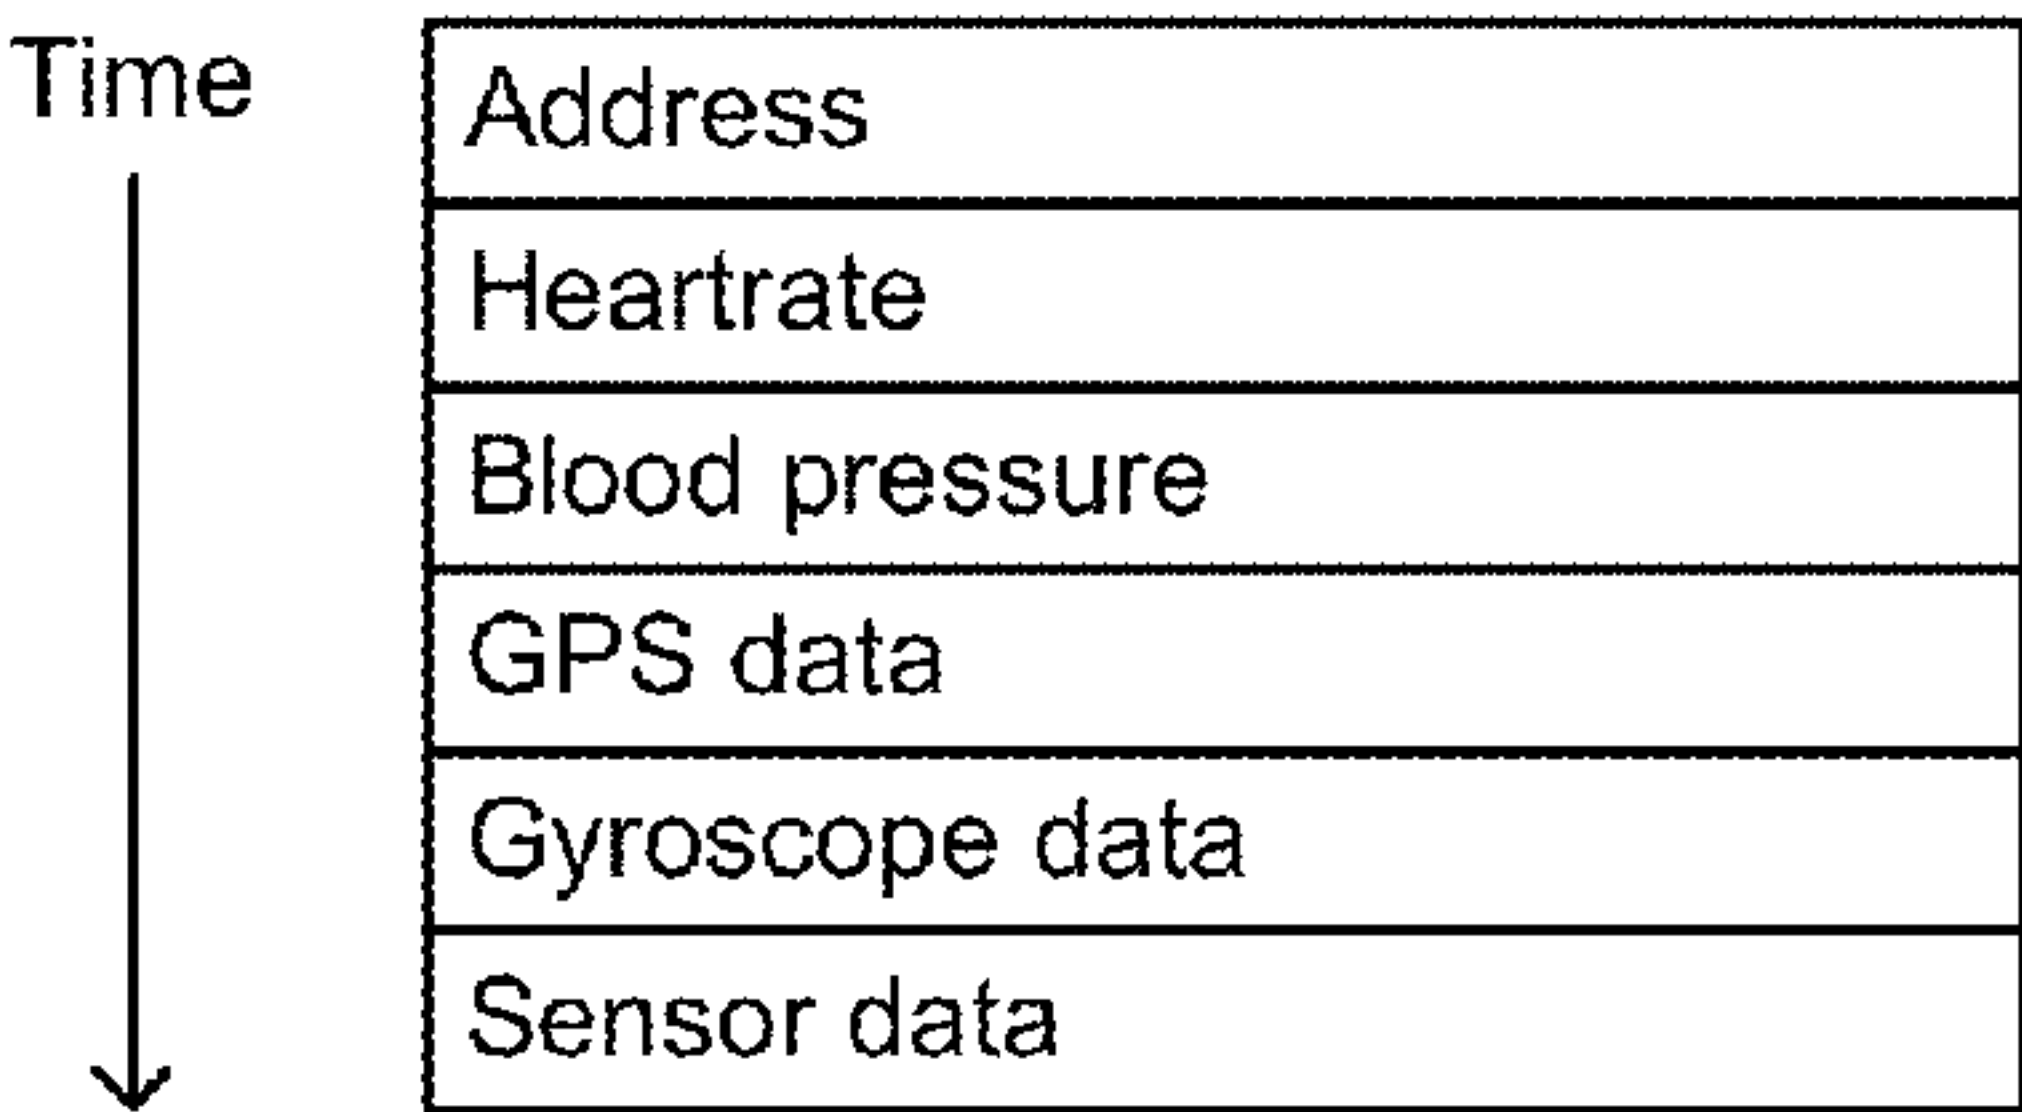 Time
Address
Heartrate
Blood pressure
GPS data
Gyroscope data
Sensor data